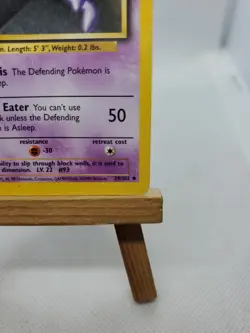 n. Length: 5' 3", Weight: 0.2 lbs.
is The Defending Pokémon is
ep.
Eater You can't use
k unless the Defending
n is Asleep.
50
resistance
retreat cost
-30
bility to slip through block walls, it is said to
dimension. LV. 22 #93